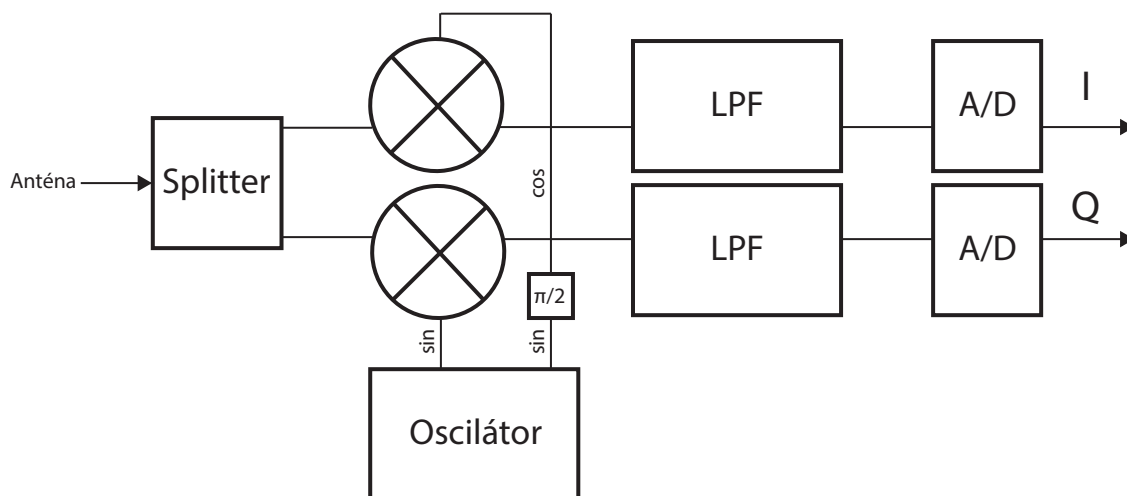 LPF
A/D
I
Anténa
Splitter
cos
Q
LPF
A/D
π/2
sin
sin
Oscilátor